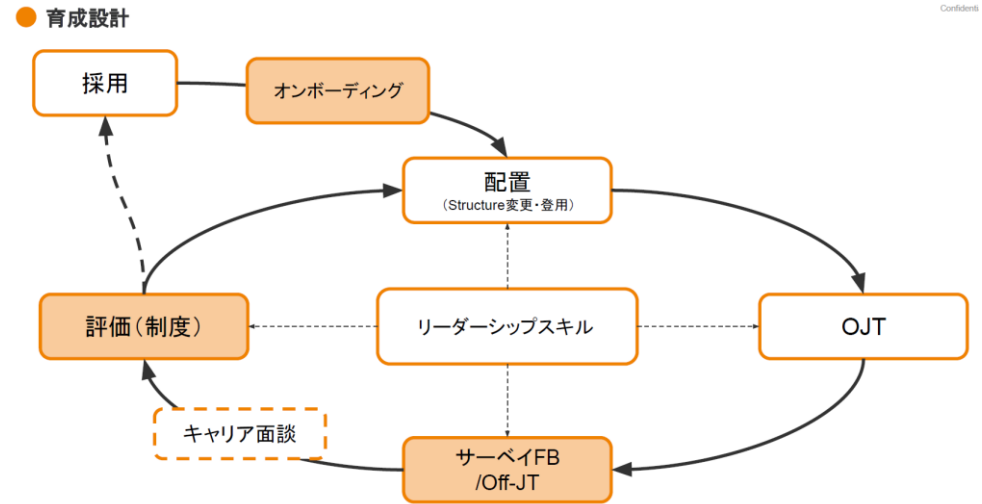 育成設計
Confidenti
採用
オンボーディング
配置
（Structure変更・登用）
評価（制度）
リーダーシップスキル
OJT
キャリア面談
サーベイFB
/Off-JT